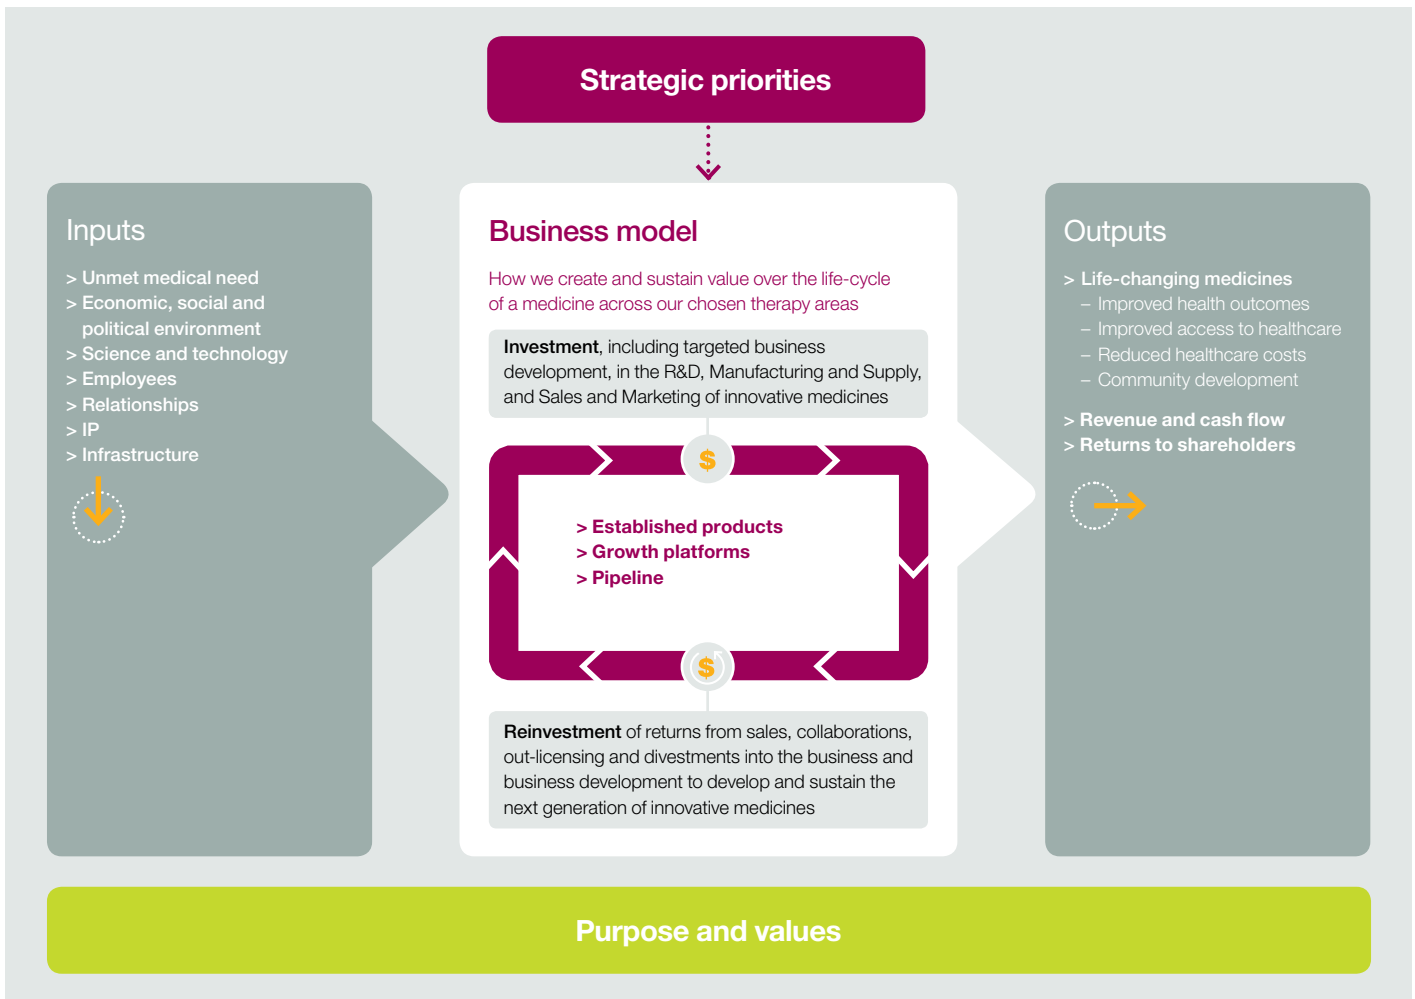 Strategic priorities
Inputs
> Unmet medical need
> Economic, social and
political environment
> Science and technology
> Employees
> Relationships
> IP
> Infrastructure
Business model
How we create and sustain value over the life-cycle
of a medicine across our chosen therapy areas
Investment, including targeted business
development, in the R&D, Manufacturing and Supply,
and Sales and Marketing of innovative medicines
$
> Established products
> Growth platforms
> Pipeline
$
Reinvestment of returns from sales, collaborations,
out-licensing and divestments into the business and
business development to develop and sustain the
next generation of innovative medicines
Outputs
> Life-changing medicines
– Improved health outcomes
– Improved access to healthcare
– Reduced healthcare costs
– Community development
> Revenue and cash flow
> Returns to shareholders
Purpose and values